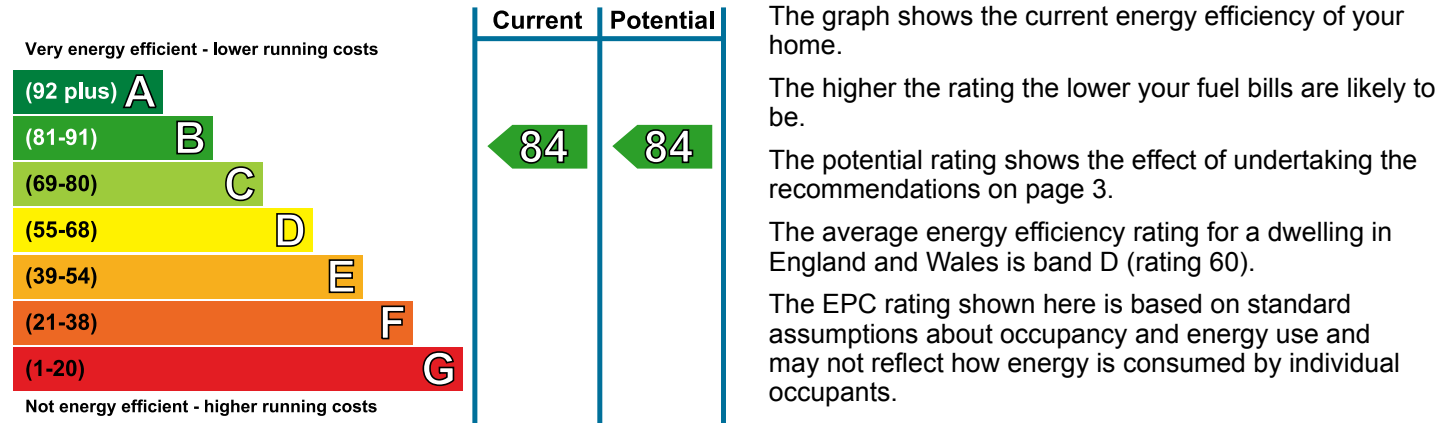 Current Potential
Very energy efficient - lower running costs
(92 plus) A
(81-91) B
84 84
(69-80) C
(55-68) D
(39-54) E
(21-38) F
(1-20) G
Not energy efficient - higher running costs
The graph shows the current energy efficiency of your
home.
The higher the rating the lower your fuel bills are likely to
be.
The potential rating shows the effect of undertaking the
recommendations on page 3.
The average energy efficiency rating for a dwelling in
England and Wales is band D (rating 60).
The EPC rating shown here is based on standard
assumptions about occupancy and energy use and
may not reflect how energy is consumed by individual
occupants.